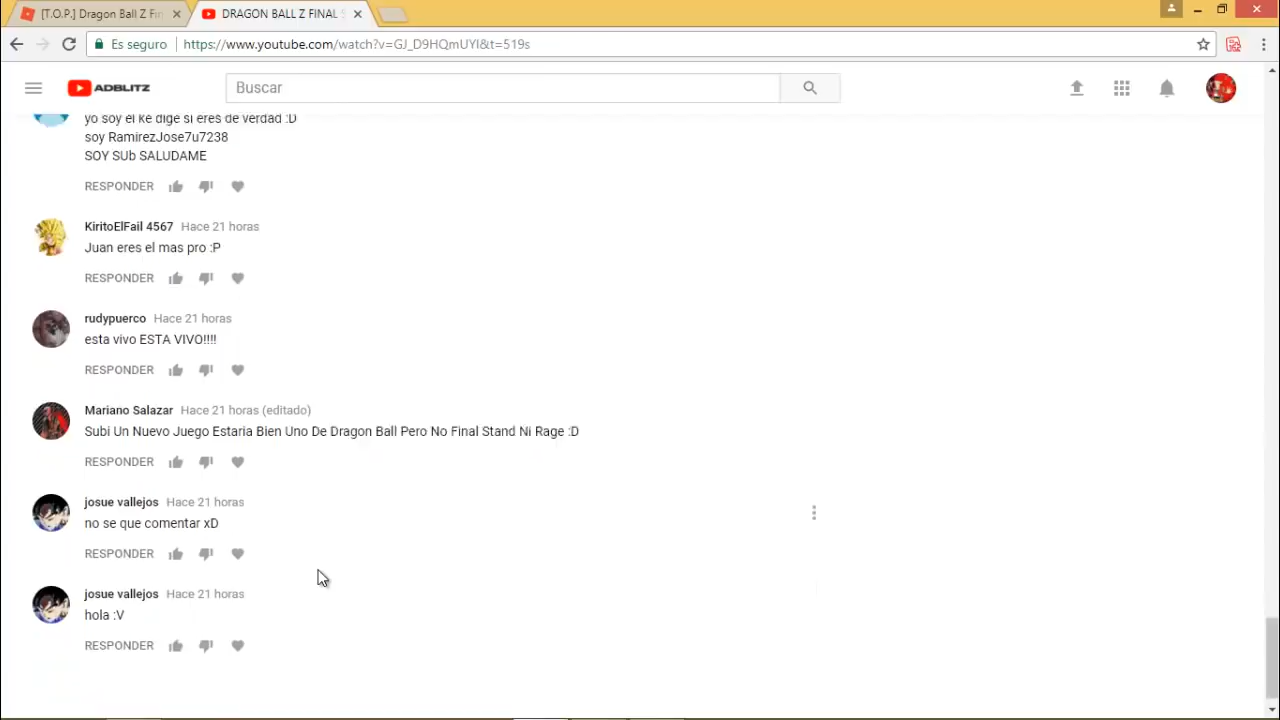 [T.O.P.] Dragon Ball Z Fin
DRAGON BALL Z FINAL S
Es seguro
https://www.youtube.com/watch?v=GJ_D9HQmUYI&t=519s
ADBLITZ
Buscar
yo soy el ke dige si eres de verdad :D
soy RamirezJose7u7238
SOY SUb SALUDAME
RESPONDER
KiritoElFail 4567 Hace 21 horas
Juan eres el mas pro :P
RESPONDER
rudypuerco Hace 21 horas
esta vivo ESTA VIVO!!!!
RESPONDER
Mariano Salazar Hace 21 horas (editado)
Subi Un Nuevo Juego Estaria Bien Uno De Dragon Ball Pero No Final Stand Ni Rage :D
RESPONDER
josue vallejos Hace 21 horas
no se que comentar xD
RESPONDER
josue vallejos Hace 21 horas
hola :V
RESPONDER